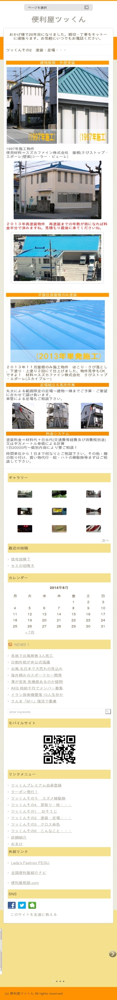 ページを選択
便利屋ツッくん
おかげ様で26年目になりました。親切・丁寧をモットー
に頑張ります。お気軽にいつでもお電話ください。
ツッくんその2　塗装・足場・・・
建物屋根・外壁塗装
(1997年施工)
(1997年施工)
1997年施工物件
使用材料＝スズカファイン株式会社　屋根(さびストップ・
エポーレ)壁面(シーラー・ビューレ)
２０１３年再塗装物件　再塗装までの年数が倍になれば料
金半分で済みますね。見積もり最後に来てくださいね。
平屋住居屋根のみ塗装
(2013年単発施工)
２０１３年１１月屋根のみ施工物件　ほこり・さび落とし
、下塗り・上塗り２回にて仕上げました。物件見学もOK
ですよ！　材料＝スズカファイン株式会社　さびストップ
・エポーレ(スカイブルー)
足場組立＆高所作業
丸太による範囲限定の足場～建物一棟までご予算・ご要望
に合わせて請け負います。
単管による足場もご相談下さい。
料金システム
塗装料金＝材料代＋日当代(交通費等経費及び消費税別途)
又は平方メートル単価による計算
1日20000円～個別内容により要ご相談！
時間単位から１日まで何なりとご相談下さい。その他：棚
の取り付け、買い物代行・蛇・ハトの巣駆除等まずはご相
談して下さい。
ギャラリー
次へ
最近の投稿
信号故障？
セミの初鳴き
カレンダー
2014年8月
月 火 水 木 金 土 日
1 2 3
4 5 6 7 8 9 10
11 12 13 14 15 16 17
18 19 20 21 22 23 24
25 26 27 28 29 30 31
« 7月
NEWS！
各地で台風被害 3人死亡
日朝外相が非公式協議
台風 北日本で大荒れの見込み
海外頼みのスポーツカー開発
澤が苦言 危機感あるのか疑問
AKB 時給千円でメンバー募集
イラン旅客機墜落 10人生存か
さんま「M-1」復活で憂慮
enter keywords
モバイルサイト
リンクメニュー
ツッくんプレミアム会員登録
クーポン発行！
ツッくんその５　スズメ蜂駆除
ツッくんその4　草取り・枝・・・
ツッくんその1　 おそうじ
ツッくんその2　塗装・足場・・・
ツッくんその3　クロス染色
ツッくんその6　こんなこと・・・
店舗紹介
おまけ
外部リンク
Lady's Fashion PEGU
全国便利屋紹介ナビ
便利屋相談.com
SNS
このサイトを友達に教える
(c) 便利屋ツッくん All rights reserved.